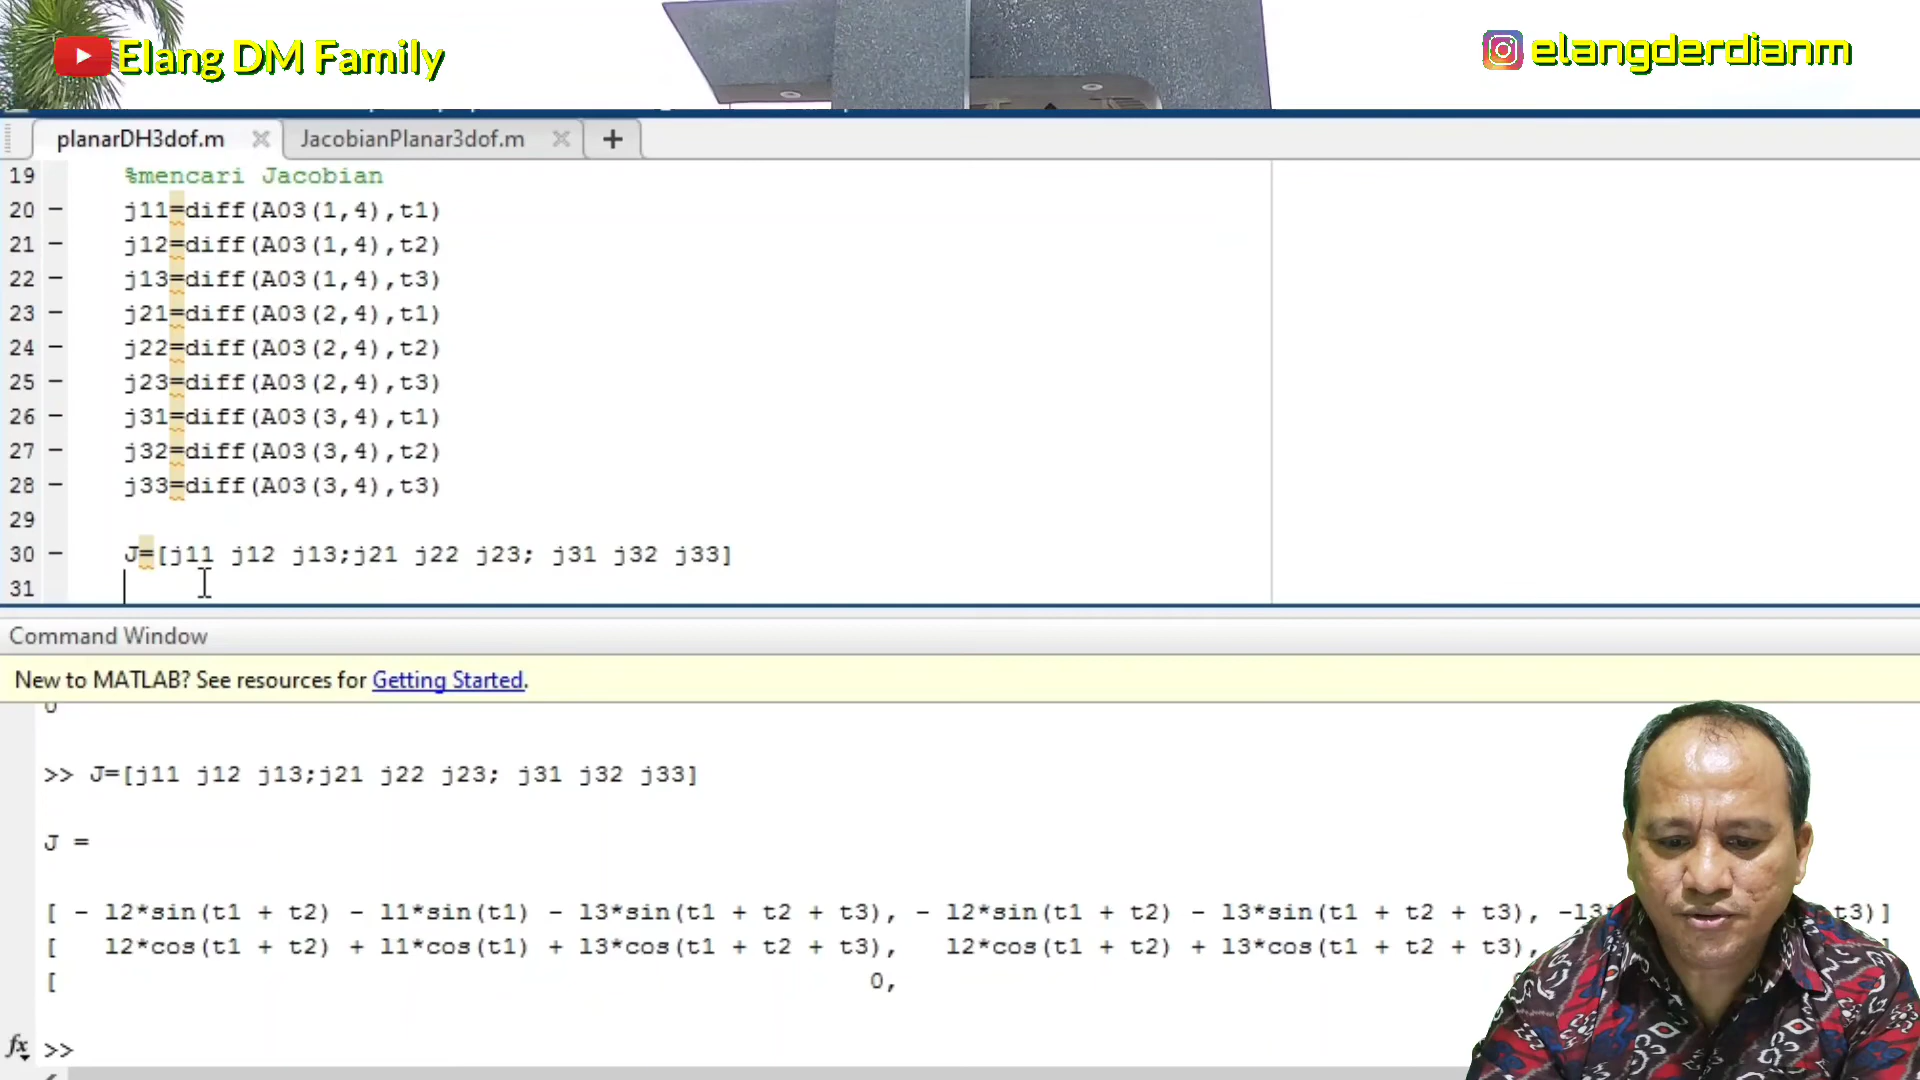 Elang DM Family
elangderdianm
planarDH3dof.m
JacobianPlanar3dof.m
19 %mencari Jacobian
20 - j11=diff(A03(1,4),t1)
21 - j12=diff(A03(1,4),t2)
22 - j13=diff(A03(1,4),t3)
23 - j21=diff(A03(2,4),t1)
24 - j22=diff(A03(2,4),t2)
25 - j23=diff(A03(2,4),t3)
26 - j31=diff(A03(3,4),t1)
27 - j32=diff(A03(3,4),t2)
28 - j33=diff(A03(3,4),t3)
29
30 - J=[j11 j12 j13;j21 j22 j23; j31 j32 j33]
31
Command Window
New to MATLAB? See resources for Getting Started.
>> J=[j11 j12 j13;j21 j22 j23; j31 j32 j33]
J =
[ - l2*sin(t1 + t2) - l1*sin(t1) - l3*sin(t1 + t2 + t3), - l2*sin(t1 + t2) - l3*sin(t1 + t2 + t3), t3)]
[ l2*cos(t1 + t2) + l1*cos(t1) + l3*cos(t1 + t2 + t3), l2*cos(t1 + t2) + l3*cos(t1 + t2 + t3), ]
[ 0,
fx >>